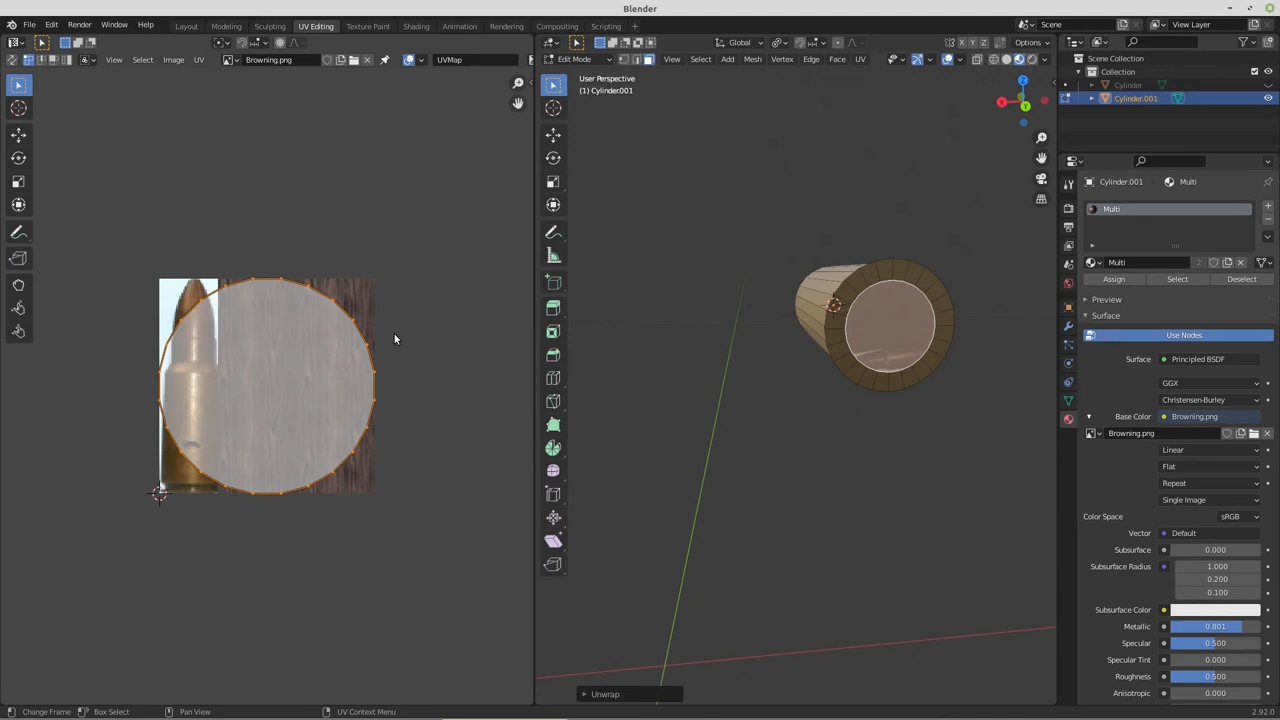 Blender
File Edit Render Window Help Layout Modeling Sculpting UV Editing Texture Paint Shading Animation Rendering Compositing Scripting Scene View Layer
View Select Image UV Browning.png UVMap
Global Options
Edit Mode View Select Add Mesh Vertex Edge Face UV
User Perspective
(1) Cylinder.001
X Y Z
Z
X
Y
Scene Collection
Collection
Cylinder
Cylinder.001
Cylinder.001 Multi
Multi
Multi 2
Assign Select Deselect
Preview
Surface
Use Nodes
Surface Principled BSDF
GGX
Christensen-Burley
Base Color Browning.png
Browning.png
Linear
Flat
Repeat
Single Image
Color Space sRGB
Vector Default
Subsurface 0.000
Subsurface Radius 1.000
0.200
0.100
Subsurface Color
Metallic 0.801
Specular 0.500
Specular Tint 0.000
Roughness 0.500
Anisotropic 0.000
Unwrap
Change Frame Box Select Pan View UV Context Menu 2.92.0